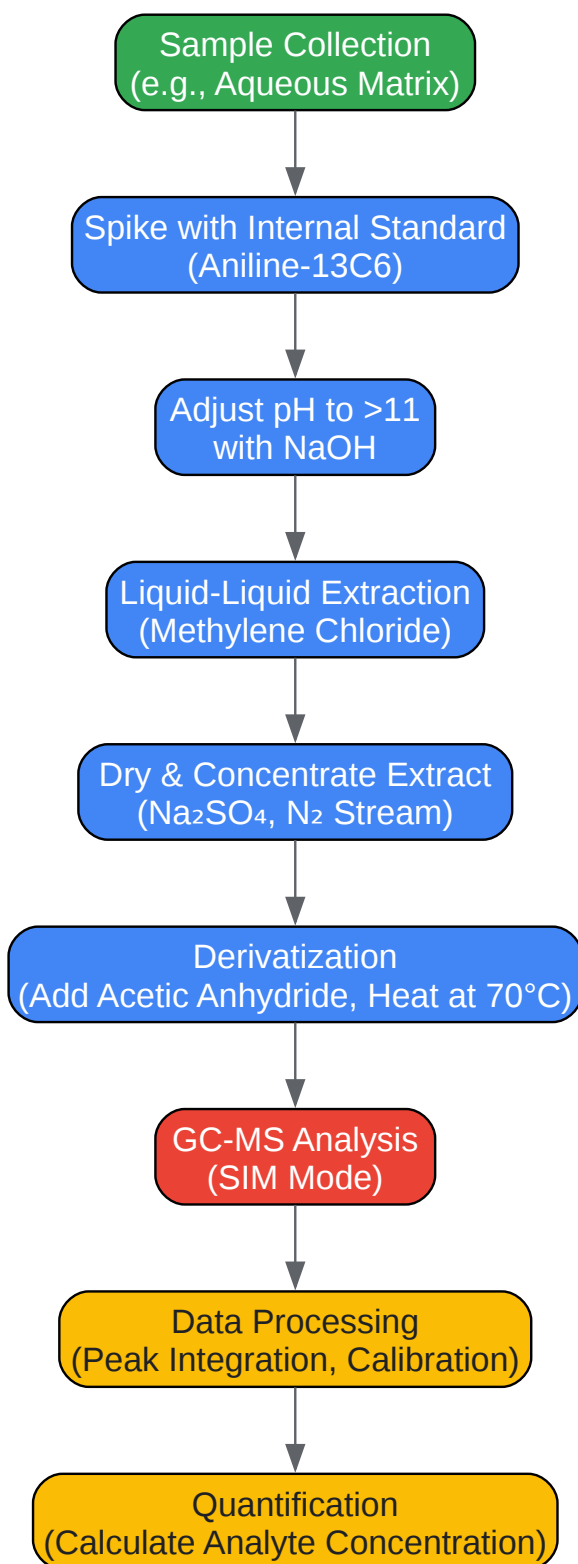 Sample Collection
(e.g., Aqueous Matrix)
Spike with Internal Standard
(Aniline-13C6)
Adjust pH to >11
with NaOH
Liquid-Liquid Extraction
(Methylene Chloride)
Dry & Concentrate Extract
(Na₂SO₄, N₂ Stream)
Derivatization
(Add Acetic Anhydride, Heat at 70°C)
GC-MS Analysis
(SIM Mode)
Data Processing
(Peak Integration, Calibration)
Quantification
(Calculate Analyte Concentration)